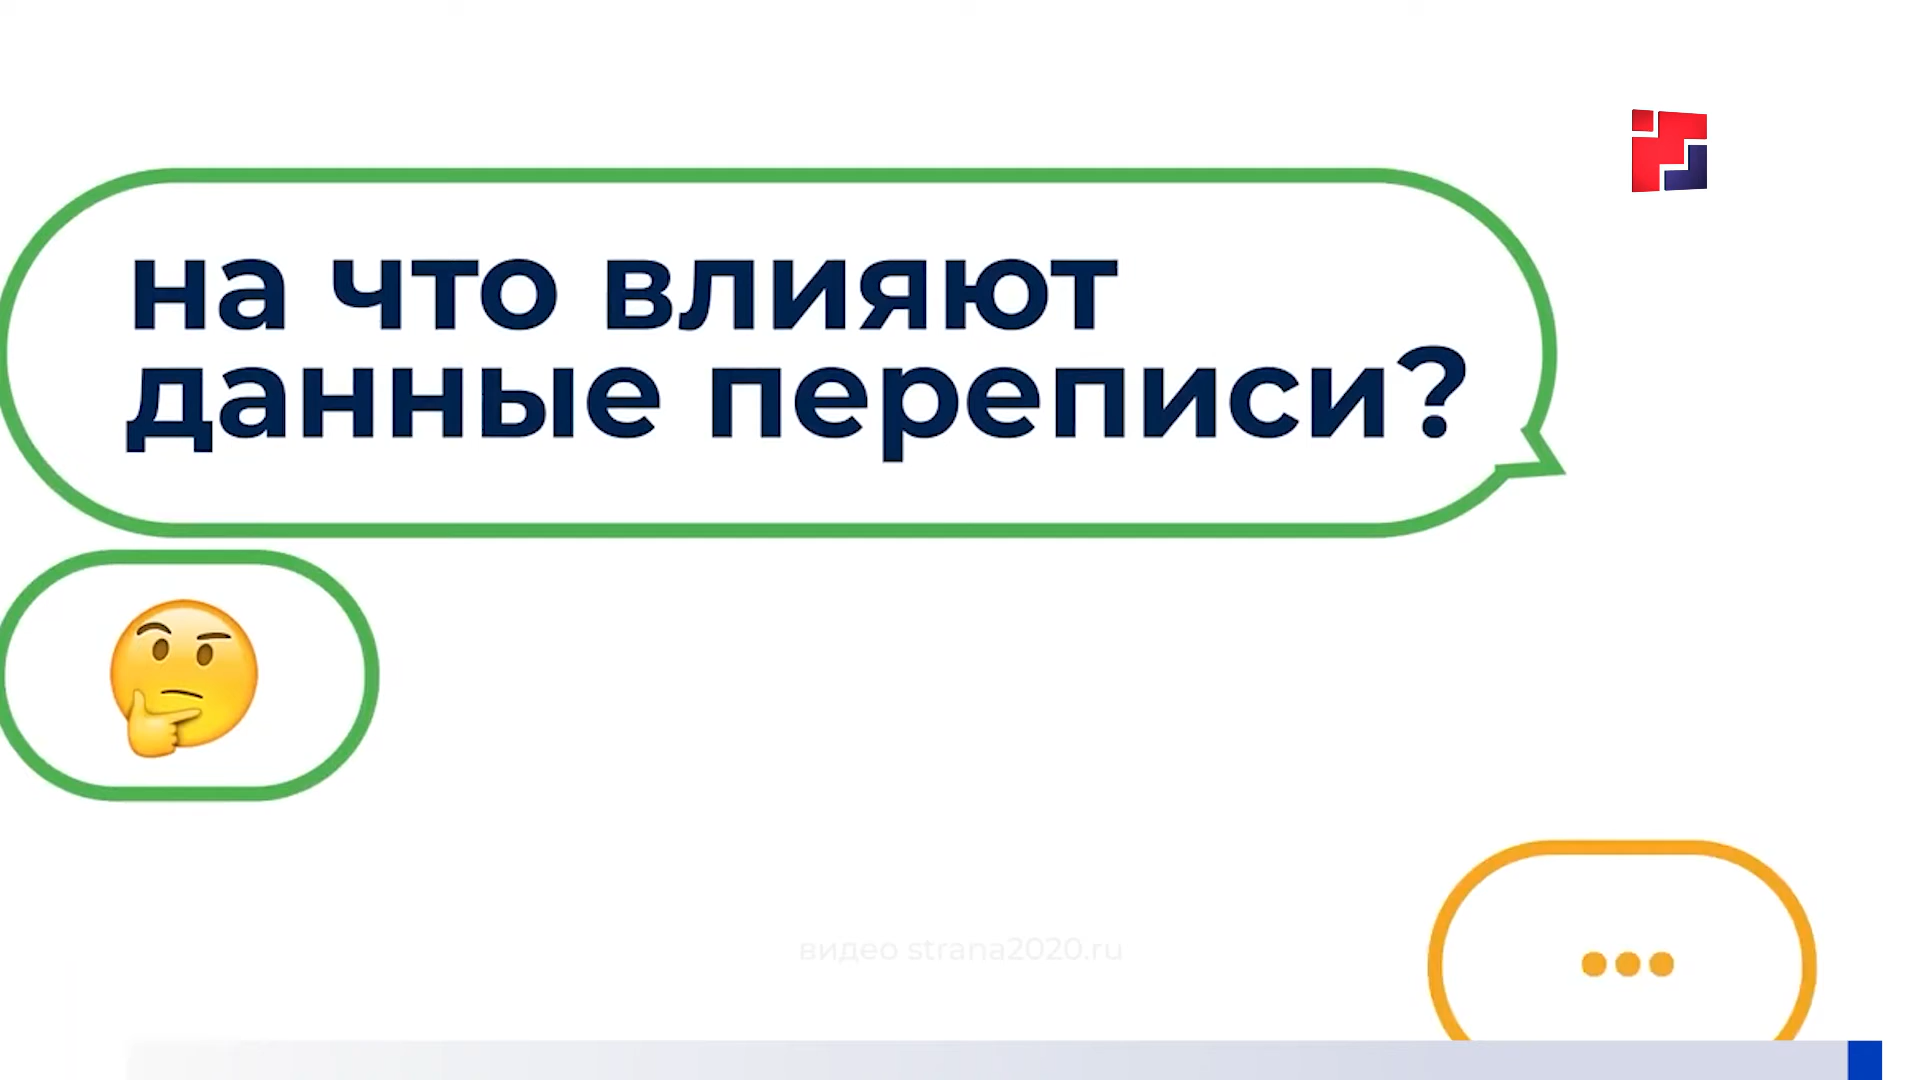 на что влияют
данные переписи?
видео strana2020.ru